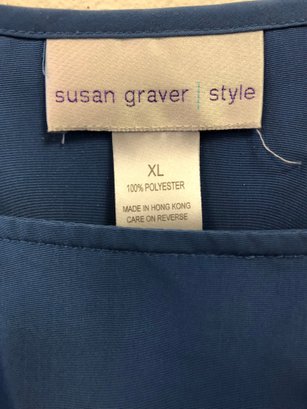 susan graver | style
XL
100% POLYESTER
MADE IN HONG KONG
CARE ON REVERSE